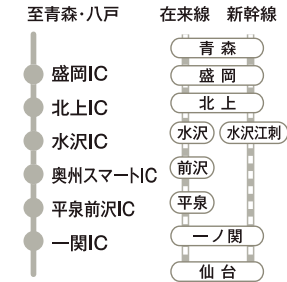 至青森・八戸
盛岡IC
北上IC
水沢IC
奥州スマートIC
平泉前沢IC
一関IC
在来線 新幹線
青森
盛岡
北上
水沢 水沢江刺
前沢
平泉
一ノ関
仙台